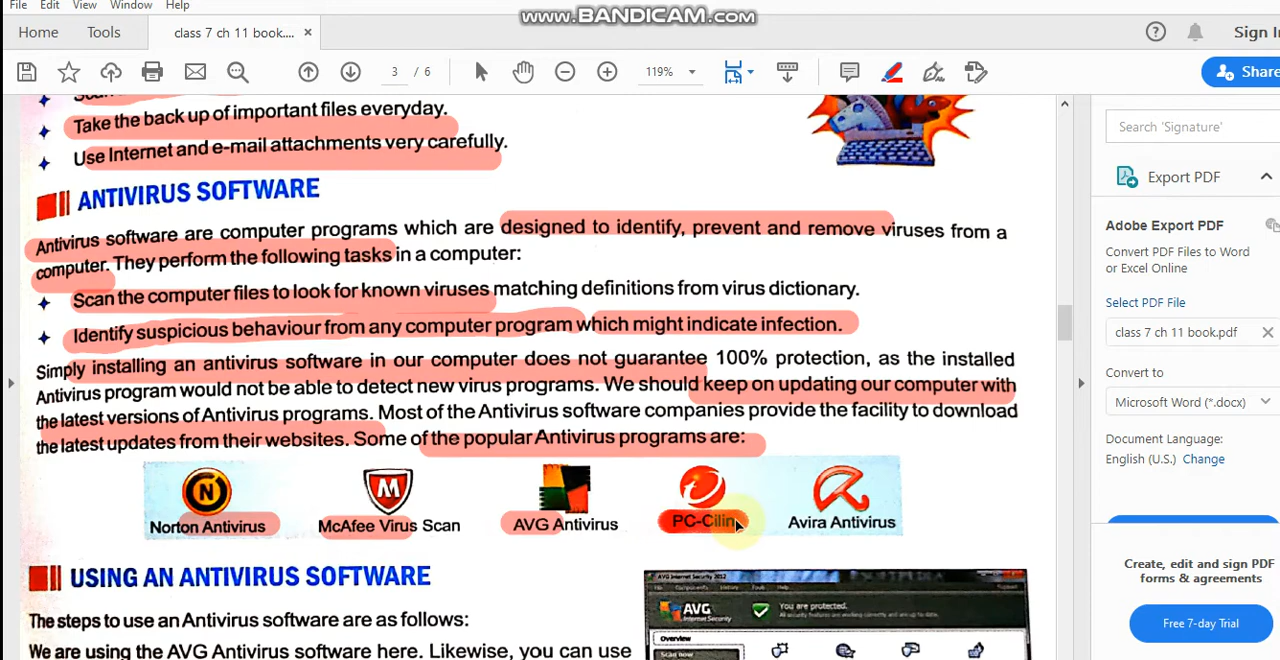 www.BANDICAM.com
File Edit View Window Help
Home Tools class 7 ch 11 book.... × Sign I
3 / 6 119% Share
Take the back up of important files everyday.
Use Internet and e-mail attachments very carefully.
ANTIVIRUS SOFTWARE
Antivirus software are computer programs which are designed to identify, prevent and remove viruses from a
computer. They perform the following tasks in a computer:
Scan the computer files to look for known viruses matching definitions from virus dictionary.
Identify suspicious behaviour from any computer program which might indicate infection.
Simply installing an antivirus software in our computer does not guarantee 100% protection, as the installed
Antivirus program would not be able to detect new virus programs. We should keep on updating our computer with
the latest versions of Antivirus programs. Most of the Antivirus software companies provide the facility to download
the latest updates from their websites. Some of the popular Antivirus programs are:
Norton Antivirus McAfee Virus Scan AVG Antivirus PC-Cilin Avira Antivirus
USING AN ANTIVIRUS SOFTWARE
The steps to use an Antivirus software are as follows:
We are using the AVG Antivirus software here. Likewise, you can use
AVG Internet Security 2012
AVG
Internet Security
You are protected.
Overview
Scan now
Search 'Signature'
Export PDF
Adobe Export PDF
Convert PDF Files to Word
or Excel Online
Select PDF File
class 7 ch 11 book.pdf ×
Convert to
Microsoft Word (*.docx)
Document Language:
English (U.S.) Change
Create, edit and sign PDF
forms & agreements
Free 7-day Trial